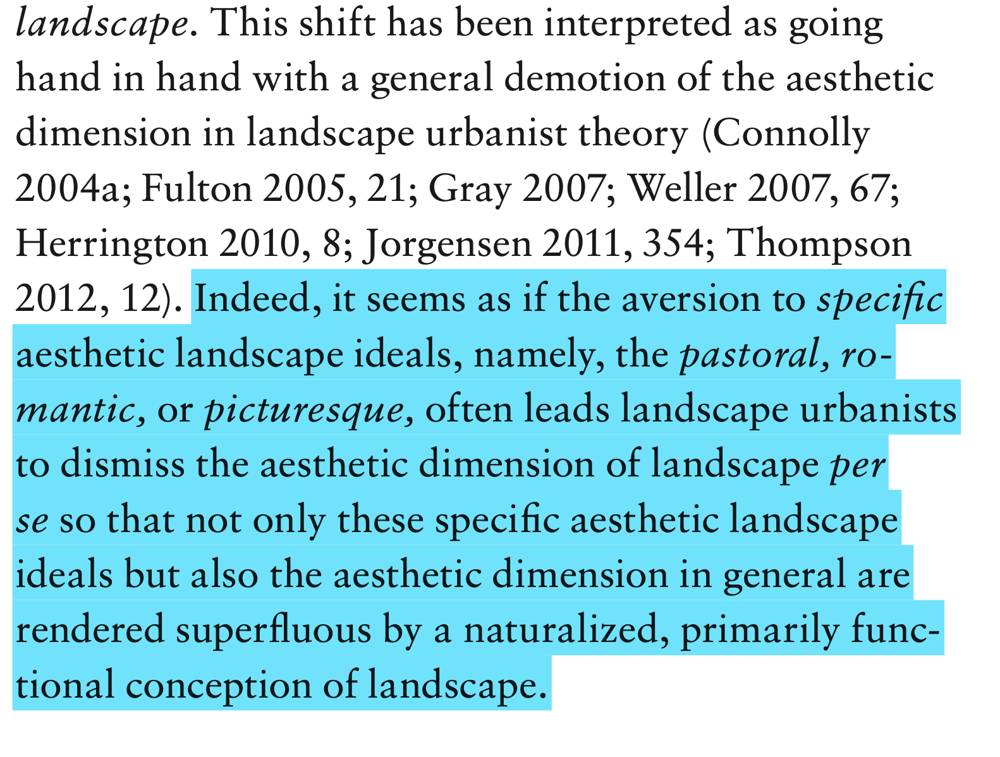 landscape. This shift has been interpreted as going
hand in hand with a general demotion of the aesthetic
dimension in landscape urbanist theory (Connolly
2004a; Fulton 2005, 21; Gray 2007; Weller 2007, 67;
Herrington 2010, 8; Jorgensen 2011, 354; Thompson
2012, 12). Indeed, it seems as if the aversion to specific
aesthetic landscape ideals, namely, the pastoral, ro-
mantic, or picturesque, often leads landscape urbanists
to dismiss the aesthetic dimension of landscape per
se so that not only these specific aesthetic landscape
ideals but also the aesthetic dimension in general are
rendered superfluous by a naturalized, primarily func-
tional conception of landscape.